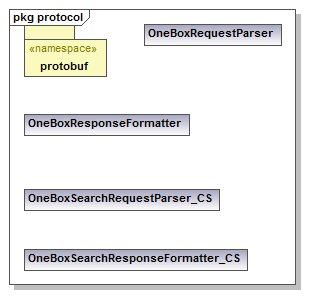 pkg protocol
«namespace»
protobuf
OneBoxRequestParser
OneBoxResponseFormatter
OneBoxSearchRequestParser_CS
OneBoxSearchResponseFormatter_CS